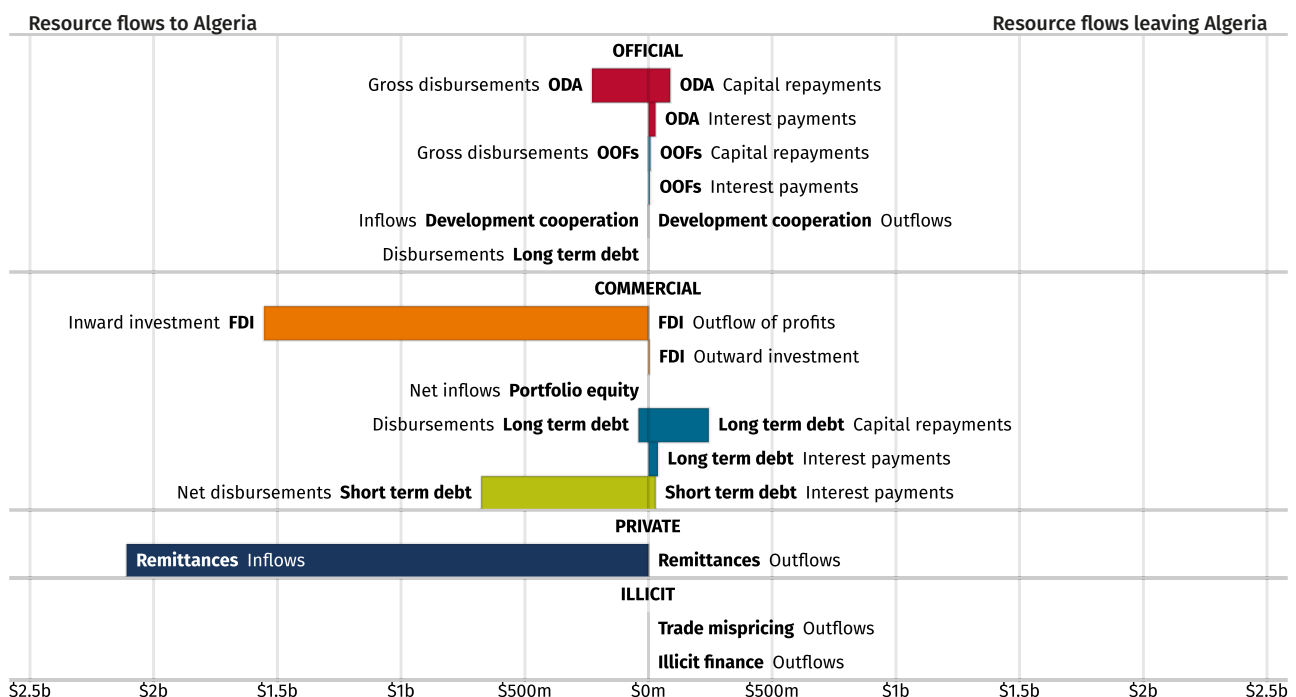 Resource flows to Algeria Resource flows leaving Algeria
OFFICIAL
Gross disbursements ODA ODA Capital repayments
ODA Interest payments
Gross disbursements OOFs OOFs Capital repayments
OOFs Interest payments
Inflows Development cooperation Development cooperation Outflows
Disbursements Long term debt
COMMERCIAL
Inward investment FDI FDI Outflow of profits
FDI Outward investment
Net inflows Portfolio equity
Disbursements Long term debt Long term debt Capital repayments
Long term debt Interest payments
Net disbursements Short term debt Short term debt Interest payments
PRIVATE
Remittances Inflows Remittances Outflows
ILLICIT
Trade mispricing Outflows
Illicit finance Outflows
$2.5b $2b $1.5b $1b $500m $0m $500m $1b $1.5b $2b $2.5b